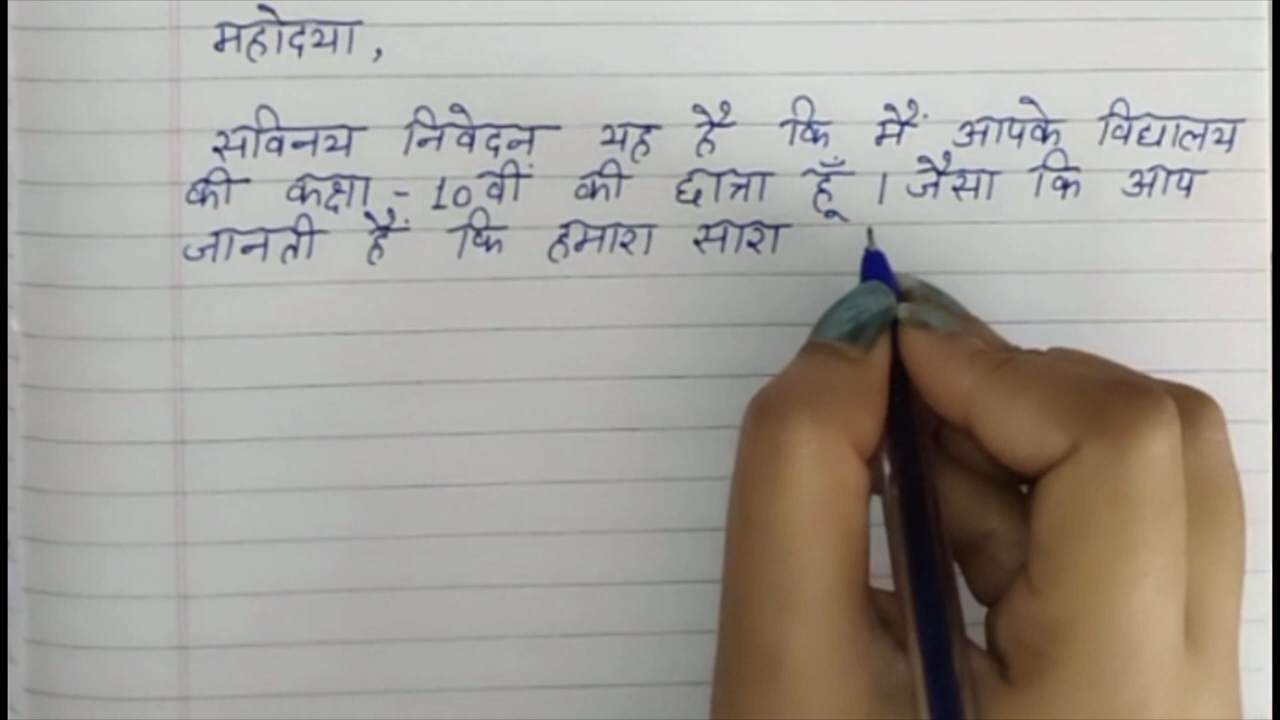 महोदया,
सविनय निवेदन यह है कि मैं आपके विद्यालय
की कक्षा - 10वीं की छात्रा हूँ । जैसा कि आप
जानती हैं कि हमारा सारा